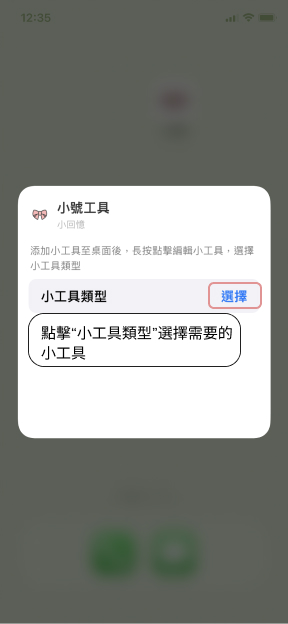 12:35
小號工具
小回憶
添加小工具至桌面後，長按點擊編輯小工具，選擇
小工具類型
小工具類型
選擇
點擊“小工具類型”選擇需要的
小工具